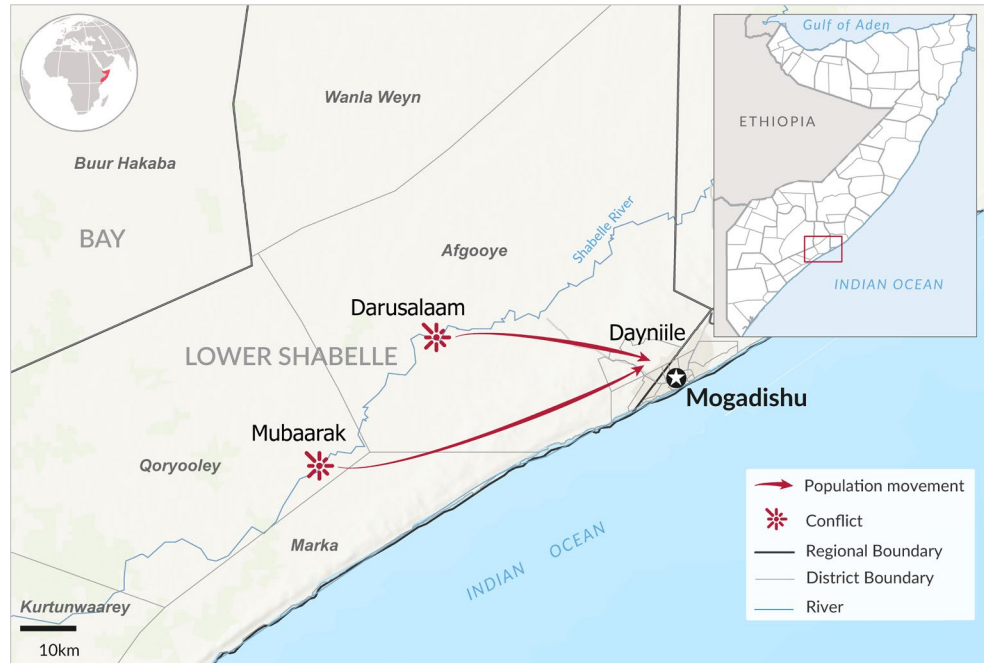 Gulf of Aden
ETHIOPIA
INDIAN OCEAN
Wanla Weyn
Buur Hakaba
BAY
Afgooye
Shabelle River
Darusalaam
Dayniile
LOWER SHABELLE
Mogadishu
Mubaarak
Qoryooley
Marka
INDIAN OCEAN
Kurtunwaarey
10km
Population movement
Conflict
Regional Boundary
District Boundary
River